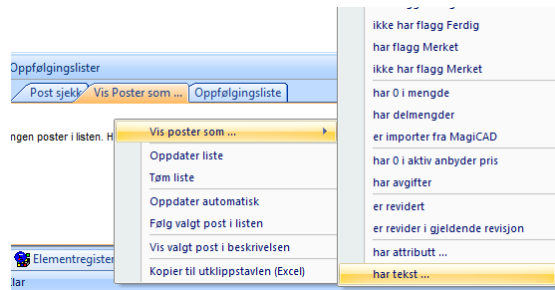 ikke har flagg Ferdig
har flagg Merket
ikke har flagg Merket
har 0 i mengde
har delmengder
er importer fra MagiCAD
har 0 i aktiv anbyder pris
har avgifter
er revidert
er revider i gjeldende revisjon
har attributt ...
har tekst ...
Oppfølgingslister
Post sjekk
Vis Poster som ...
Oppfølgingsliste
ngen poster i listen. H
Vis poster som ...
Oppdater liste
Tøm liste
Oppdater automatisk
Følg valgt post i listen
Vis valgt post i beskrivelsen
Kopier til utklippstavlen (Excel)
Elementregister
lar